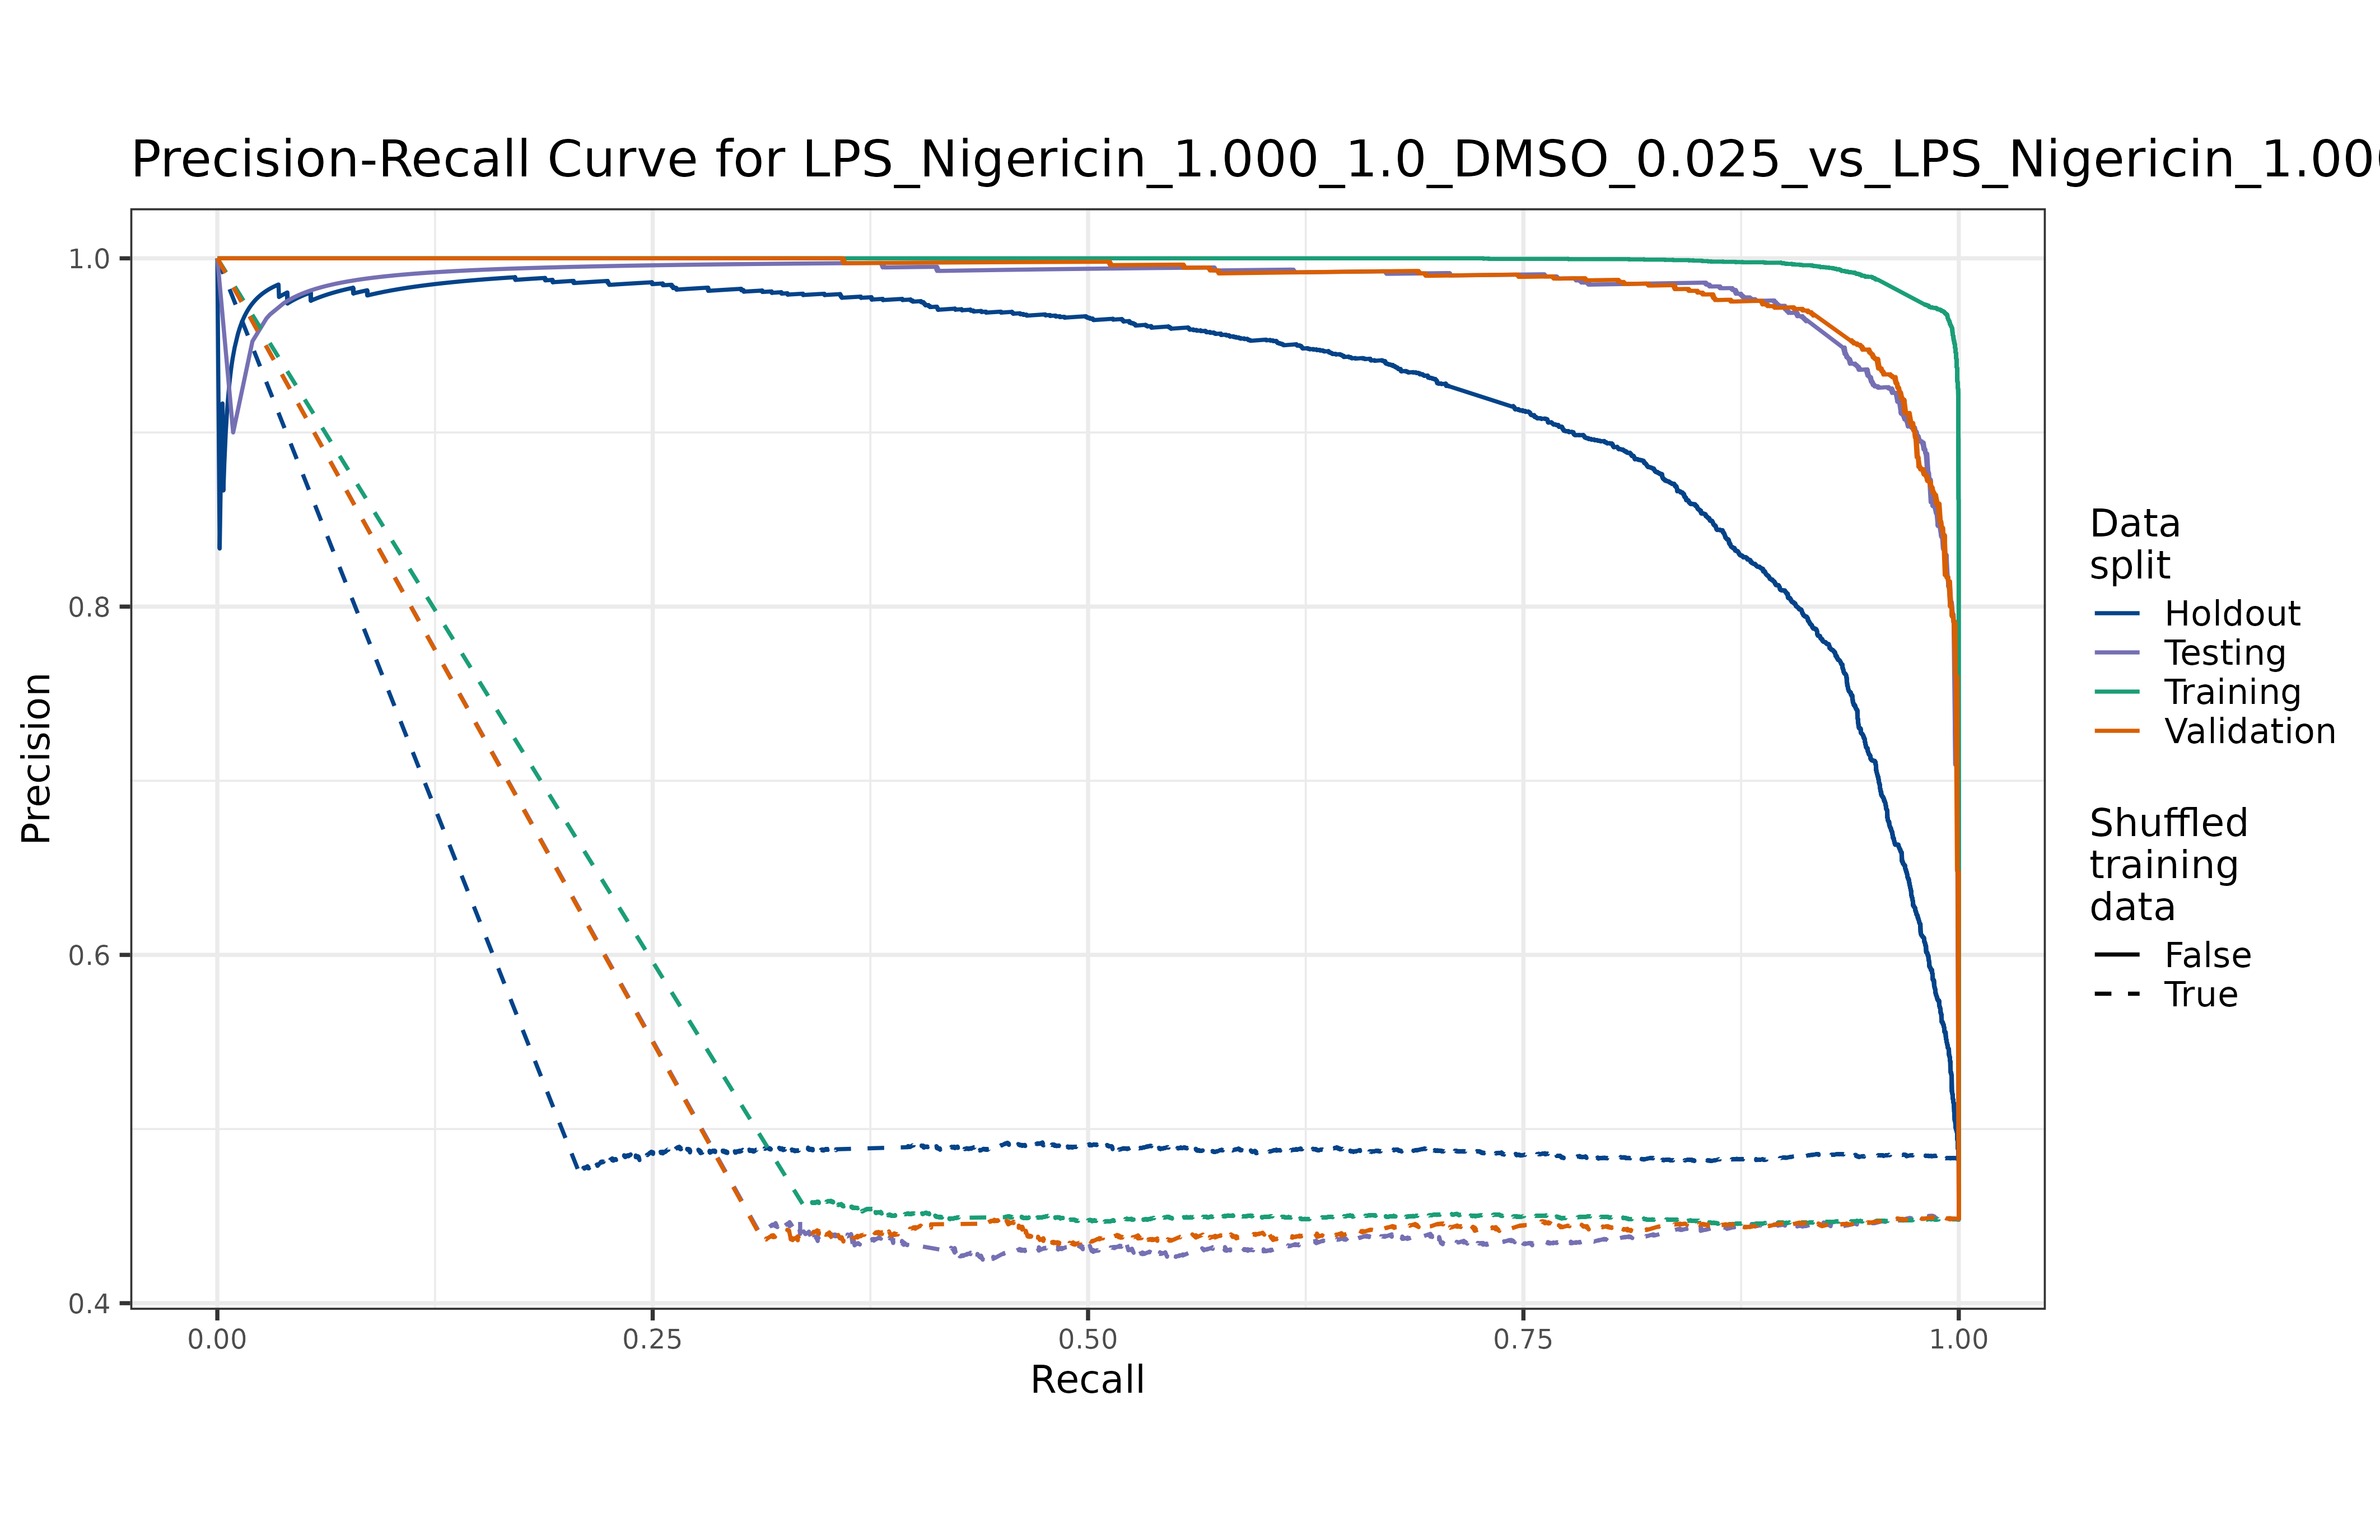 Precision-Recall Curve for LPS_Nigericin_1.000_1.0_DMSO_0.025_vs_LPS_Nigericin_1.00
1.0
0.8
0.6
0.4
Precision
0.00 0.25 0.50 0.75 1.00
Recall
Data
split
Holdout
Testing
Training
Validation
Shuffled
training
data
False
True